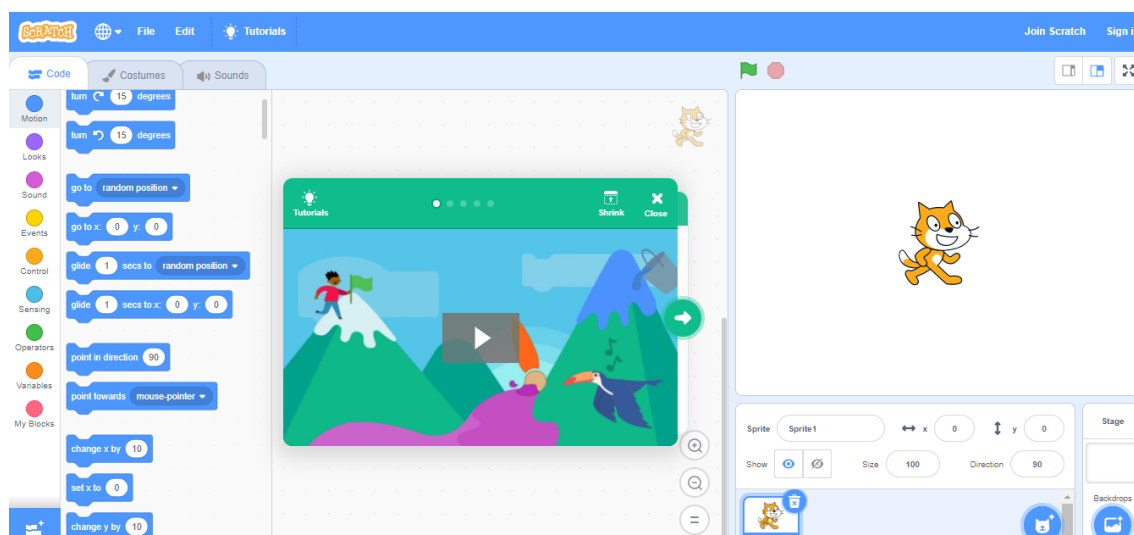 SCRATCH File Edit Tutorials Join Scratch Sign i
Code Costumes Sounds
Motion
Looks
Sound
Events
Control
Sensing
Operators
Variables
My Blocks
turn 15 degrees
turn 15 degrees
go to random position
go to x: 0 y: 0
glide 1 secs to random position
glide 1 secs to x: 0 y: 0
point in direction 90
point towards mouse-pointer
change x by 10
set x to 0
change y by 10
Tutorials Shrink Close
Sprite Sprite1 x 0 y 0
Show Size 100 Direction 90
Stage
Backdrops